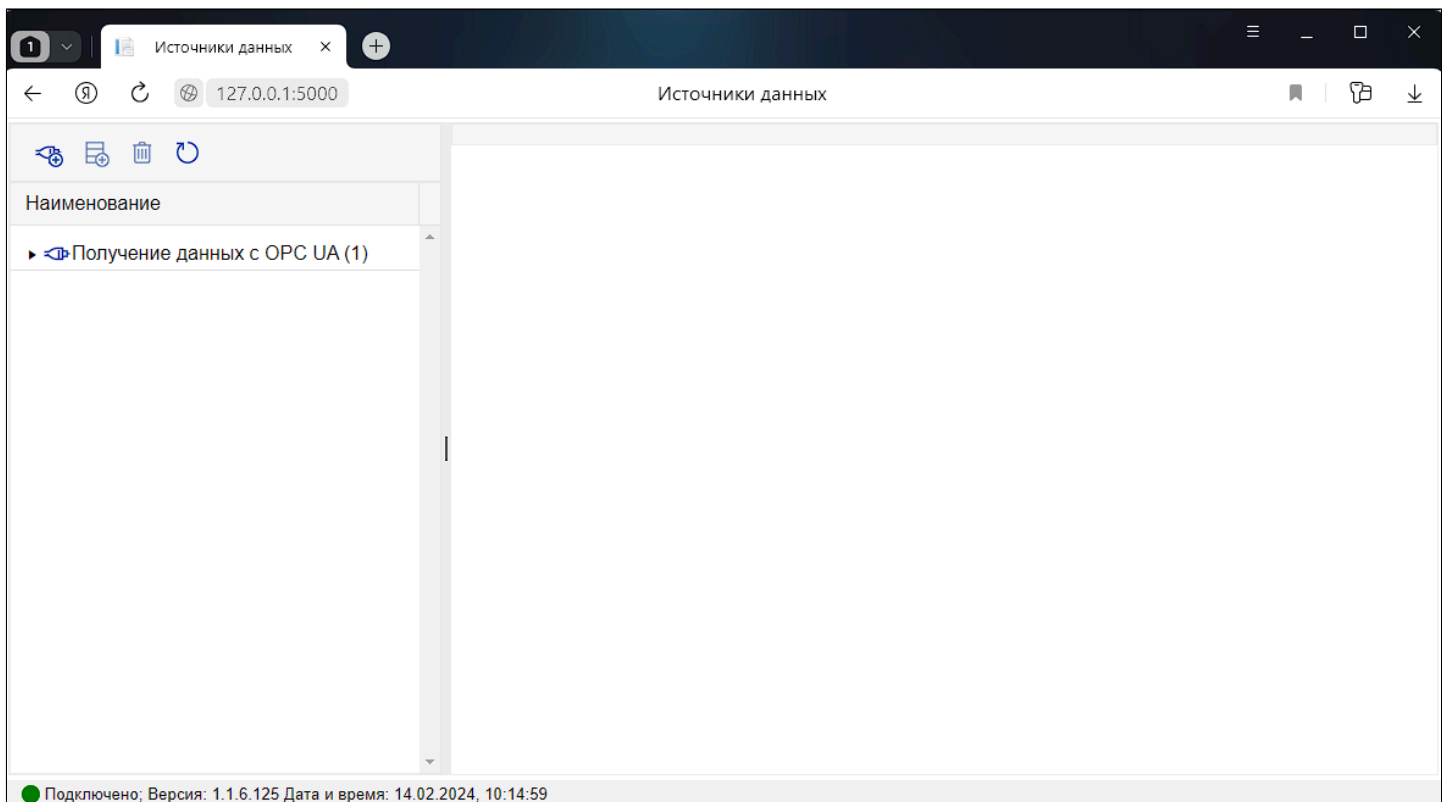 1
Источники данных
Я
127.0.0.1:5000
Источники данных
Наименование
Получение данных с OPC UA (1)
Подключено; Версия: 1.1.6.125 Дата и время: 14.02.2024, 10:14:59